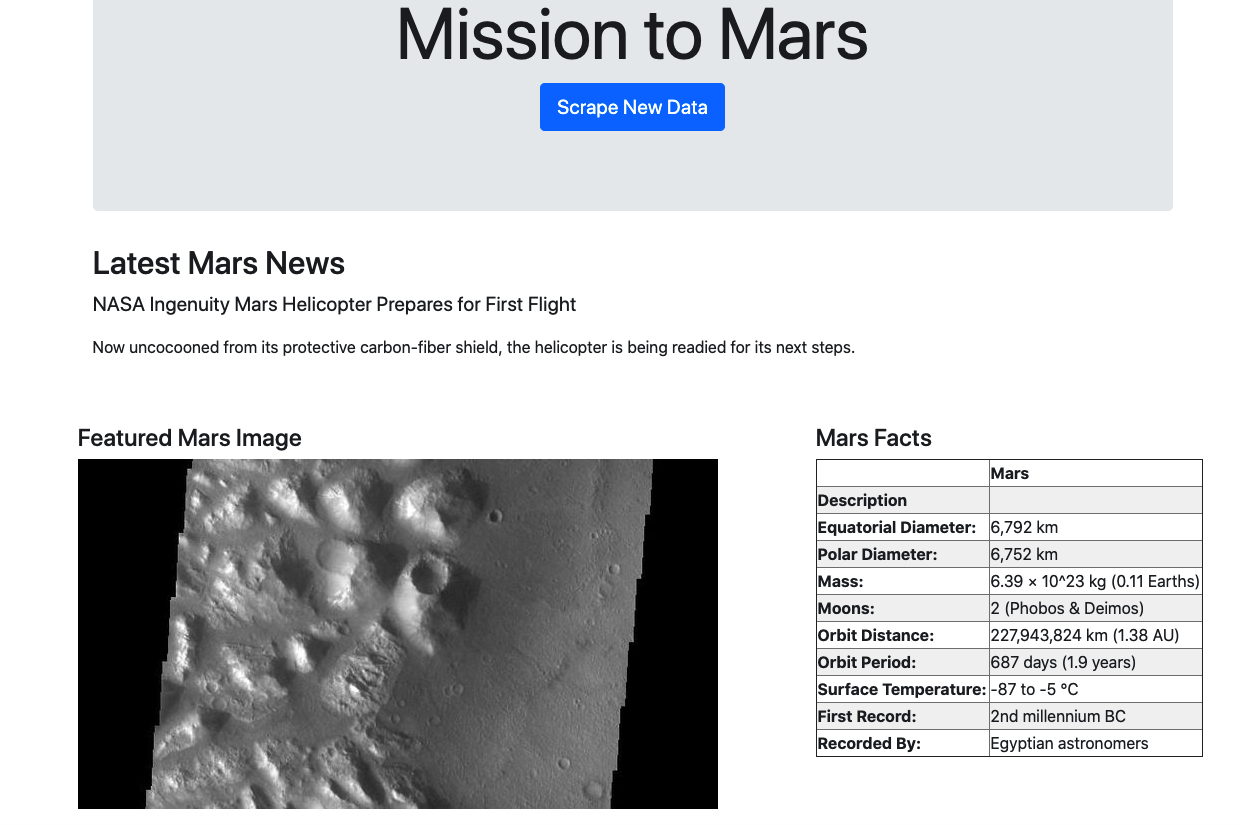 Mission to Mars
Scrape New Data
Latest Mars News
NASA Ingenuity Mars Helicopter Prepares for First Flight
Now uncocooned from its protective carbon-fiber shield, the helicopter is being readied for its next steps.
Featured Mars Image
Mars Facts
Mars
Description
Equatorial Diameter: 6,792 km
Polar Diameter: 6,752 km
Mass: 6.39 × 10^23 kg (0.11 Earths)
Moons: 2 (Phobos & Deimos)
Orbit Distance: 227,943,824 km (1.38 AU)
Orbit Period: 687 days (1.9 years)
Surface Temperature: -87 to -5 °C
First Record: 2nd millennium BC
Recorded By: Egyptian astronomers